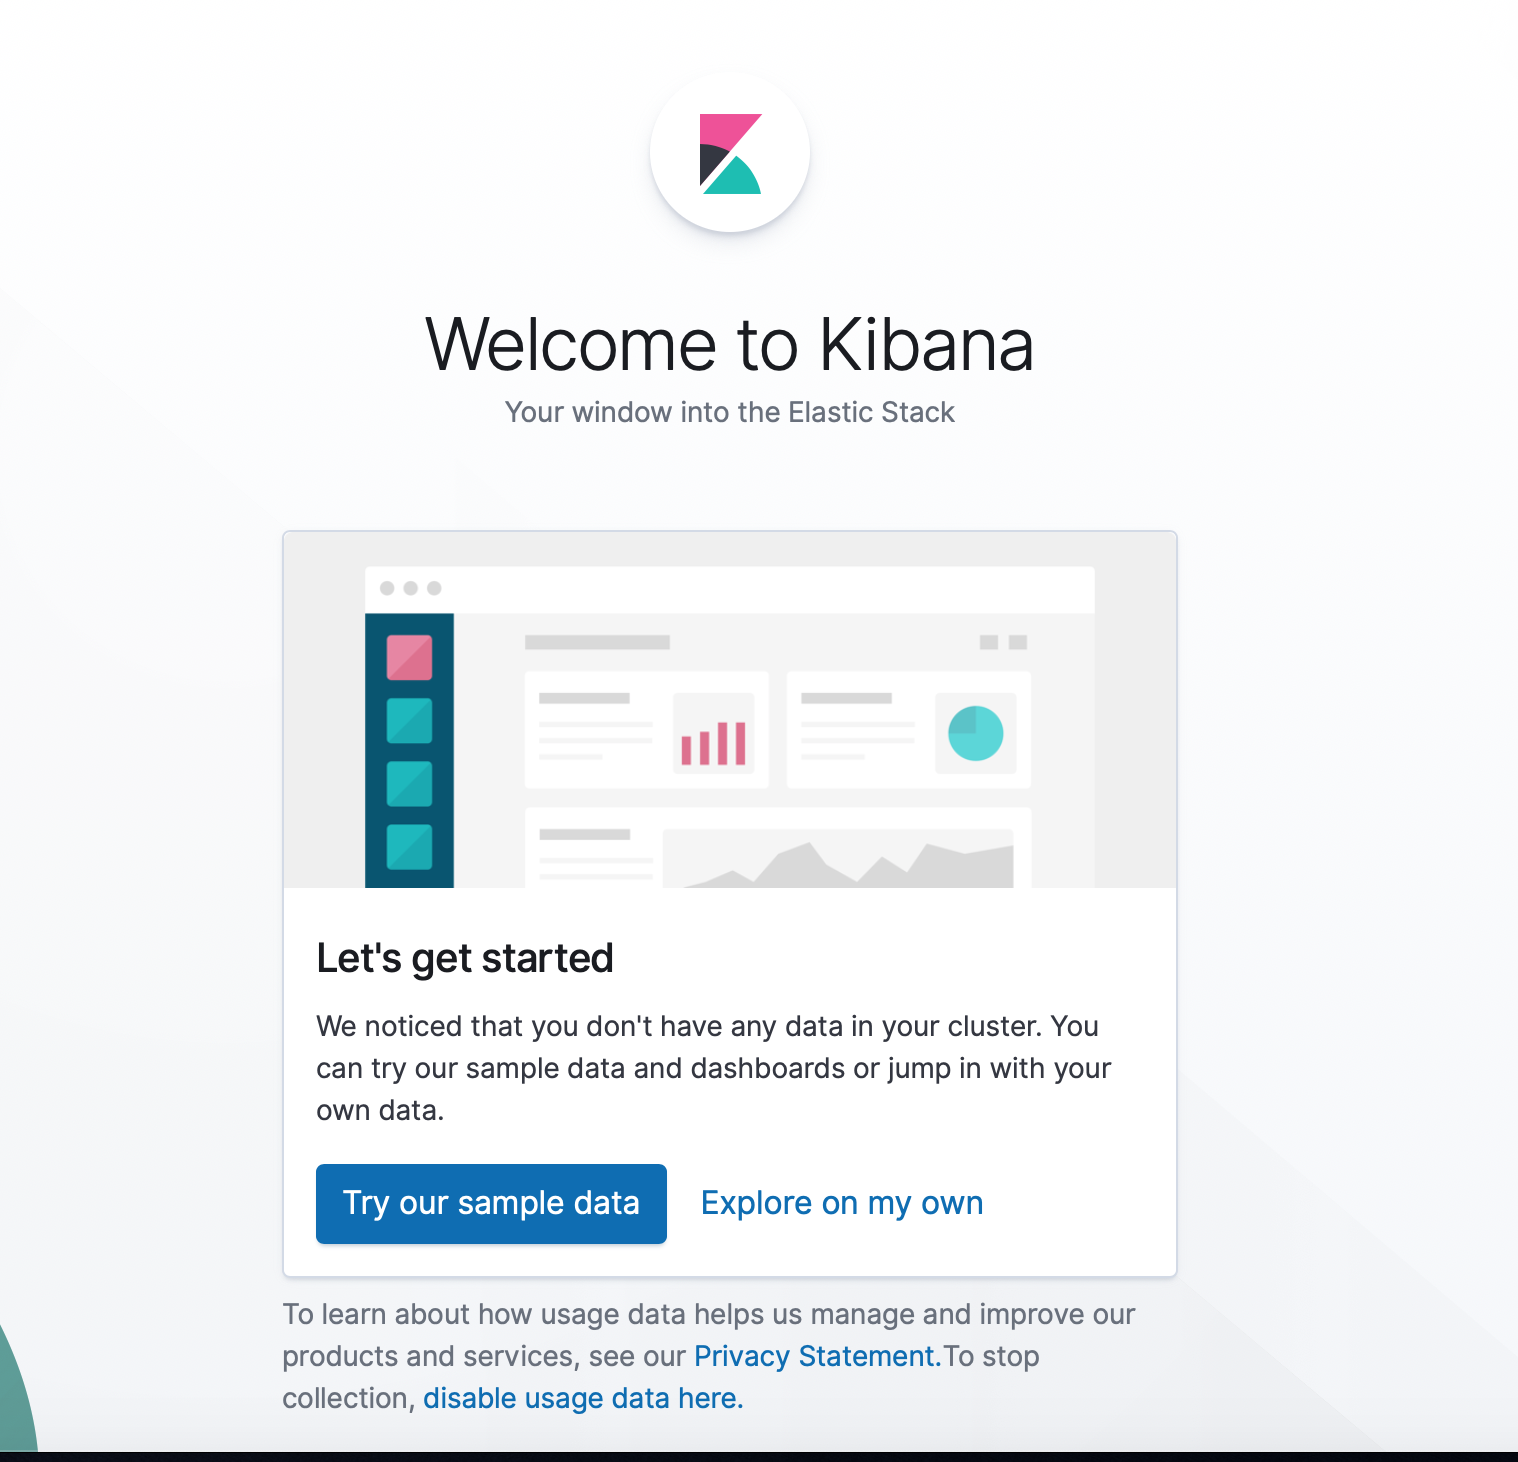 Welcome to Kibana
Your window into the Elastic Stack
Let's get started
We noticed that you don't have any data in your cluster. You
can try our sample data and dashboards or jump in with your
own data.
Try our sample data
Explore on my own
To learn about how usage data helps us manage and improve our
products and services, see our Privacy Statement.To stop
collection, disable usage data here.